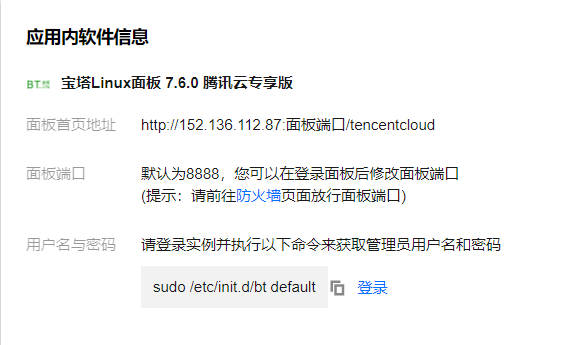 应用内软件信息
宝塔Linux面板 7.6.0 腾讯云专享版
面板首页地址 http://152.136.112.87:面板端口/tencentcloud
面板端口 默认为8888，您可以在登录面板后修改面板端口
(提示：请前往防火墙页面放行面板端口)
用户名与密码 请登录实例并执行以下命令来获取管理员用户名和密码
sudo /etc/init.d/bt default 登录